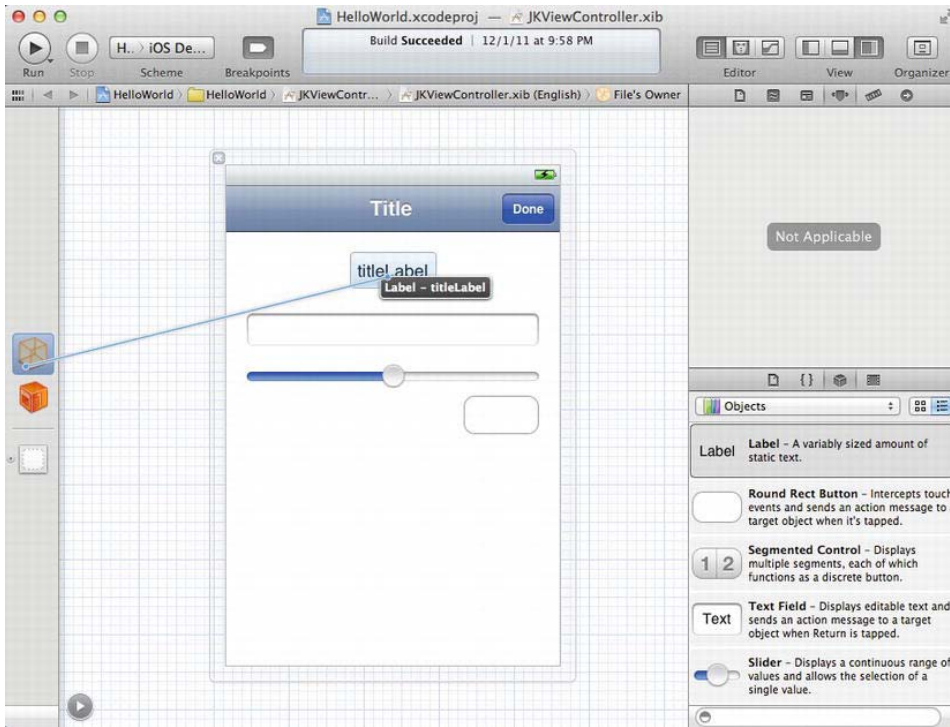 HelloWorld.xcodeproj — JKViewController.xib
Run
Stop
H.. › iOS De...
Scheme
Breakpoints
Build Succeeded | 12/1/11 at 9:58 PM
Editor
View
Organizer
HelloWorld › HelloWorld › JKViewContr... › JKViewController.xib (English) › File's Owner
Title
Done
titleLabel
Label – titleLabel
Not Applicable
{}
Objects
Label
Label – A variably sized amount of
static text.
Round Rect Button – Intercepts touch
events and sends an action message to
target object when it's tapped.
1 2
Segmented Control – Displays
multiple segments, each of which
functions as a discrete button.
Text
Text Field – Displays editable text and
sends an action message to a target
object when Return is tapped.
Slider – Displays a continuous range of
values and allows the selection of a
single value.